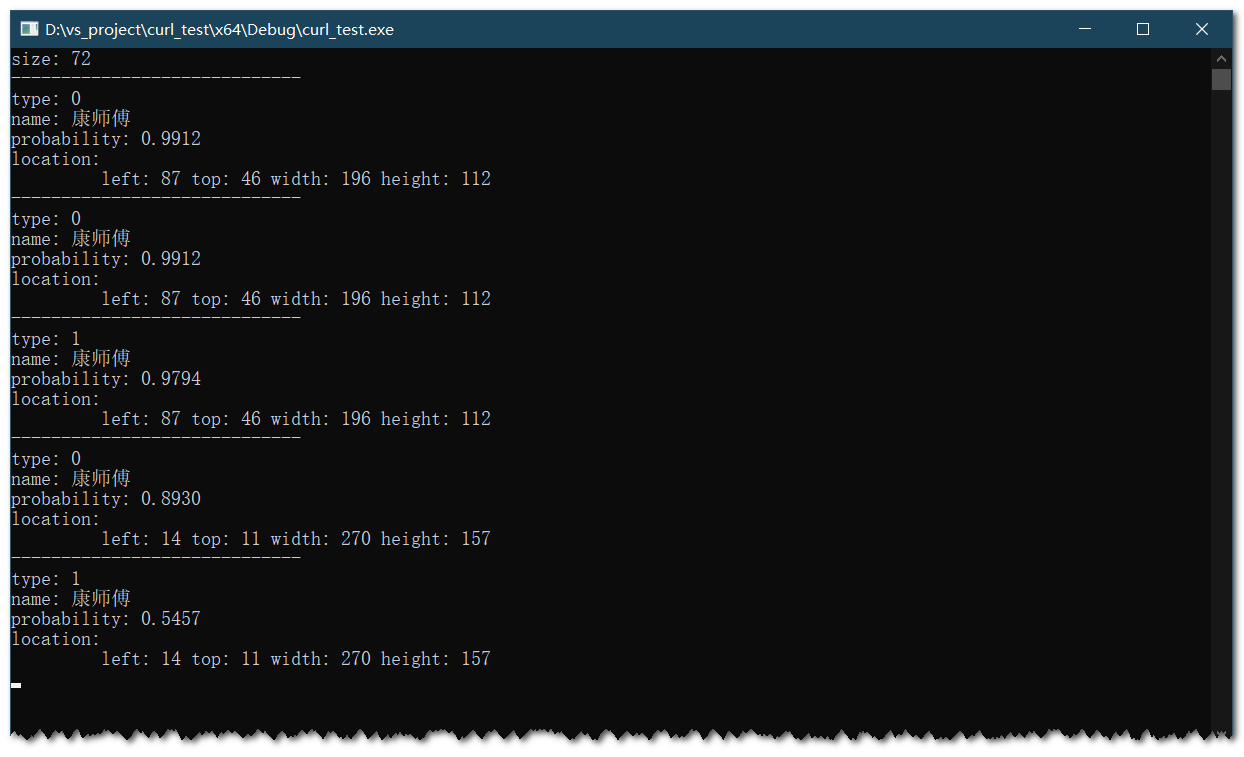 D:\vs_project\curl_test\x64\Debug\curl_test.exe
size: 72
-----------------------------
type: 0
name: 康师傅
probability: 0.9912
location:
left: 87 top: 46 width: 196 height: 112
-----------------------------
type: 0
name: 康师傅
probability: 0.9912
location:
left: 87 top: 46 width: 196 height: 112
-----------------------------
type: 1
name: 康师傅
probability: 0.9794
location:
left: 87 top: 46 width: 196 height: 112
-----------------------------
type: 0
name: 康师傅
probability: 0.8930
location:
left: 14 top: 11 width: 270 height: 157
-----------------------------
type: 1
name: 康师傅
probability: 0.5457
location:
left: 14 top: 11 width: 270 height: 157